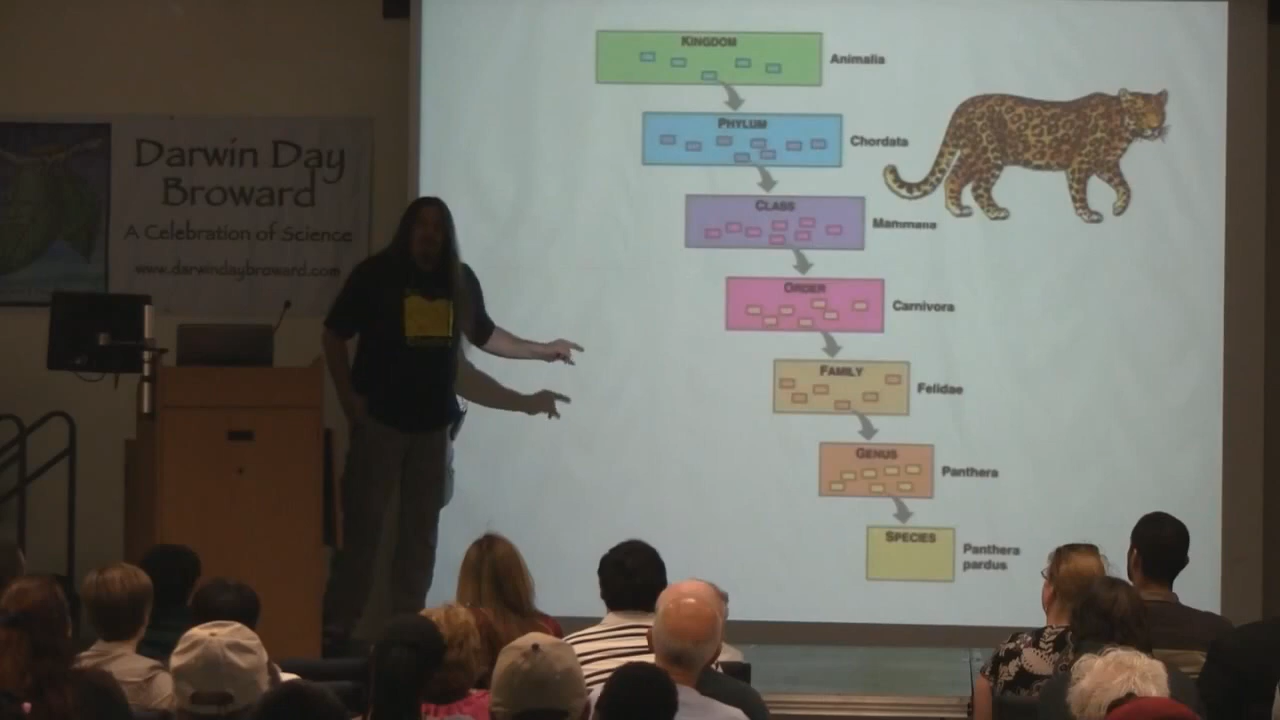 Darwin Day
Broward
A Celebration of Science
www.darwindaybroward.com
KINGDOM
Animalia
PHYLUM
Chordata
CLASS
Mammalia
ORDER
Carnivora
FAMILY
Felidae
GENUS
Panthera
SPECIES
Panthera
pardus